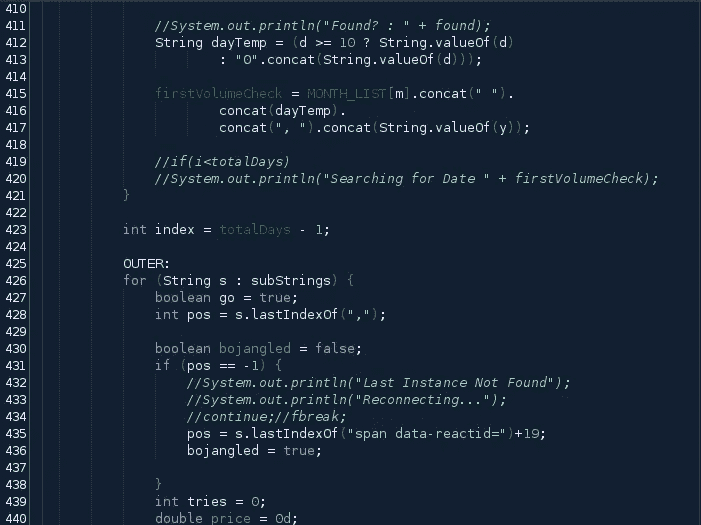 410
411 //System.out.println("Found? : " + found);
412 String dayTemp = (d >= 10 ? String.valueOf(d)
413 : "0".concat(String.valueOf(d)));
414
415 firstVolumeCheck = MONTH_LIST[m].concat(" ").
416 concat(dayTemp).
417 concat(", ").concat(String.valueOf(y));
418
419 //if(i<totalDays)
420 //System.out.println("Searching for Date " + firstVolumeCheck);
421 }
422
423 int index = totalDays - 1;
424
425 OUTER:
426 for (String s : subStrings) {
427 boolean go = true;
428 int pos = s.lastIndexOf(",");
429
430 boolean bojangled = false;
431 if (pos == -1) {
432 //System.out.println("Last Instance Not Found");
433 //System.out.println("Reconnecting...");
434 //continue;//fbreak;
435 pos = s.lastIndexOf("span data-reactid=")+19;
436 bojangled = true;
437
438 }
439 int tries = 0;
440 double price = 0d;